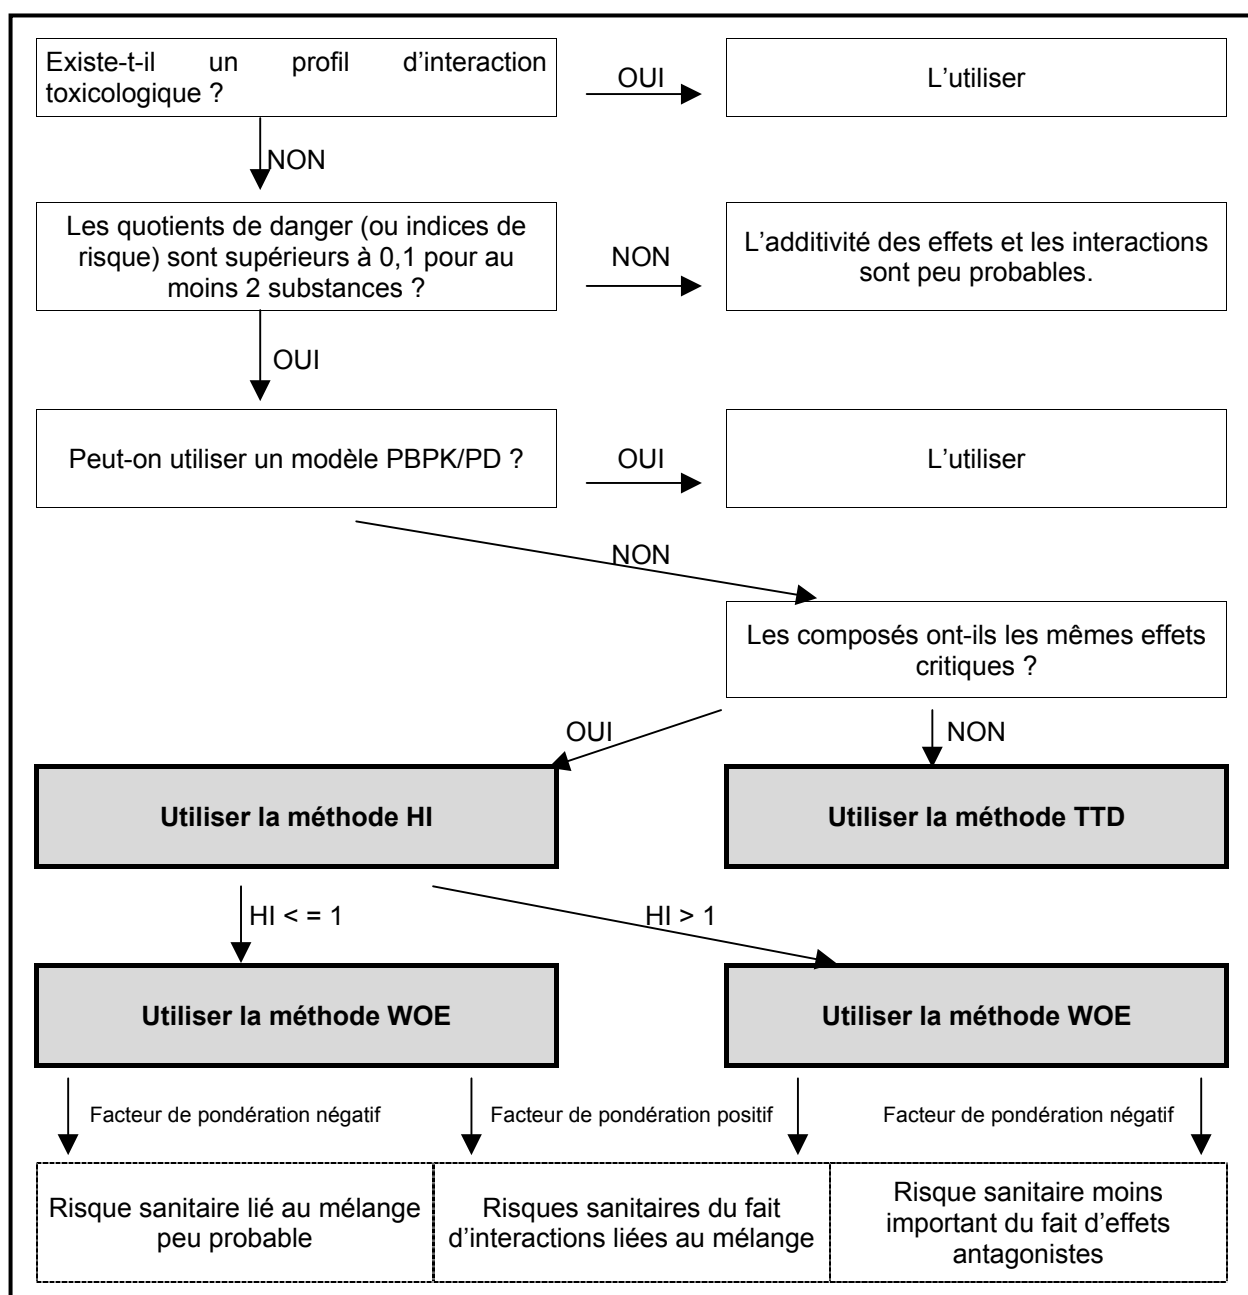 Existe-t-il un profil d’interaction
toxicologique ?
OUI
L’utiliser
NON
Les quotients de danger (ou indices de
risque) sont supérieurs à 0,1 pour au
moins 2 substances ?
NON
L’additivité des effets et les interactions
sont peu probables.
OUI
Peut-on utiliser un modèle PBPK/PD ?
OUI
L’utiliser
NON
Les composés ont-ils les mêmes effets
critiques ?
OUI
NON
Utiliser la méthode HI
Utiliser la méthode TTD
HI < = 1
HI > 1
Utiliser la méthode WOE
Utiliser la méthode WOE
Facteur de pondération négatif
Facteur de pondération positif
Facteur de pondération négatif
Risque sanitaire lié au mélange
peu probable
Risques sanitaires du fait
d’interactions liées au mélange
Risque sanitaire moins
important du fait d’effets
antagonistes